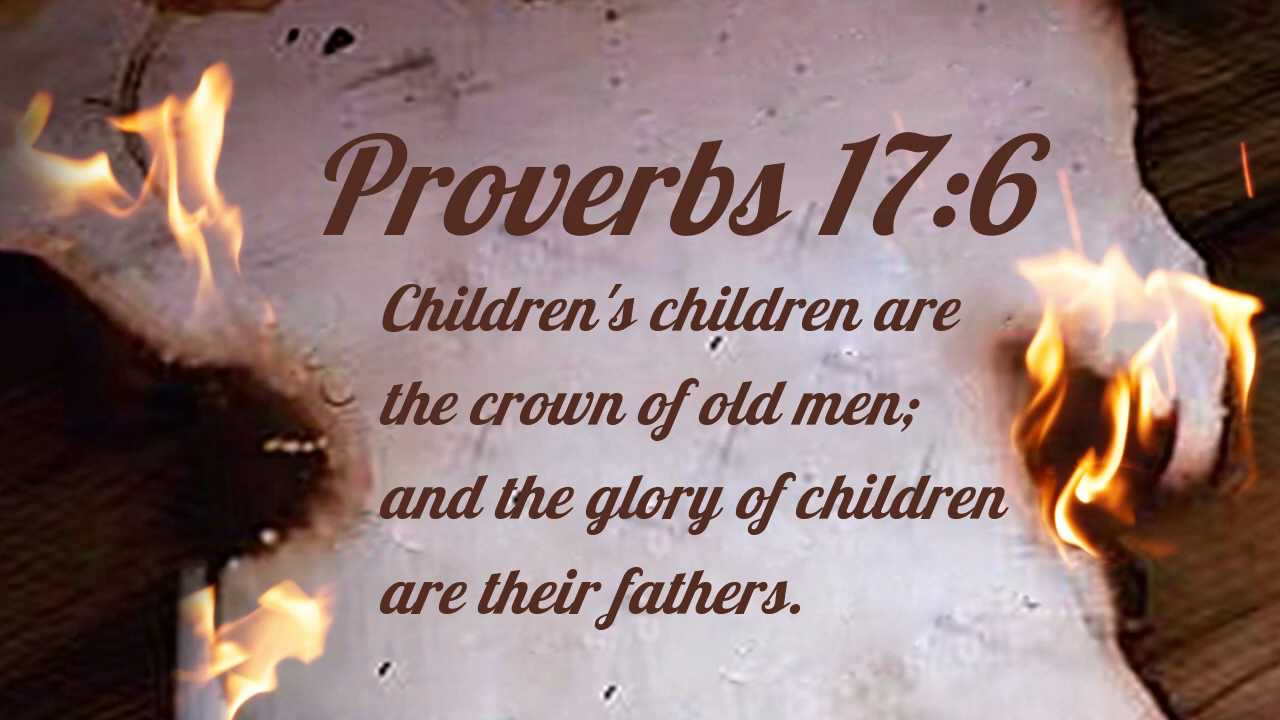 Proverbs 17:6
Children's children are
the crown of old men;
and the glory of children
are their fathers.